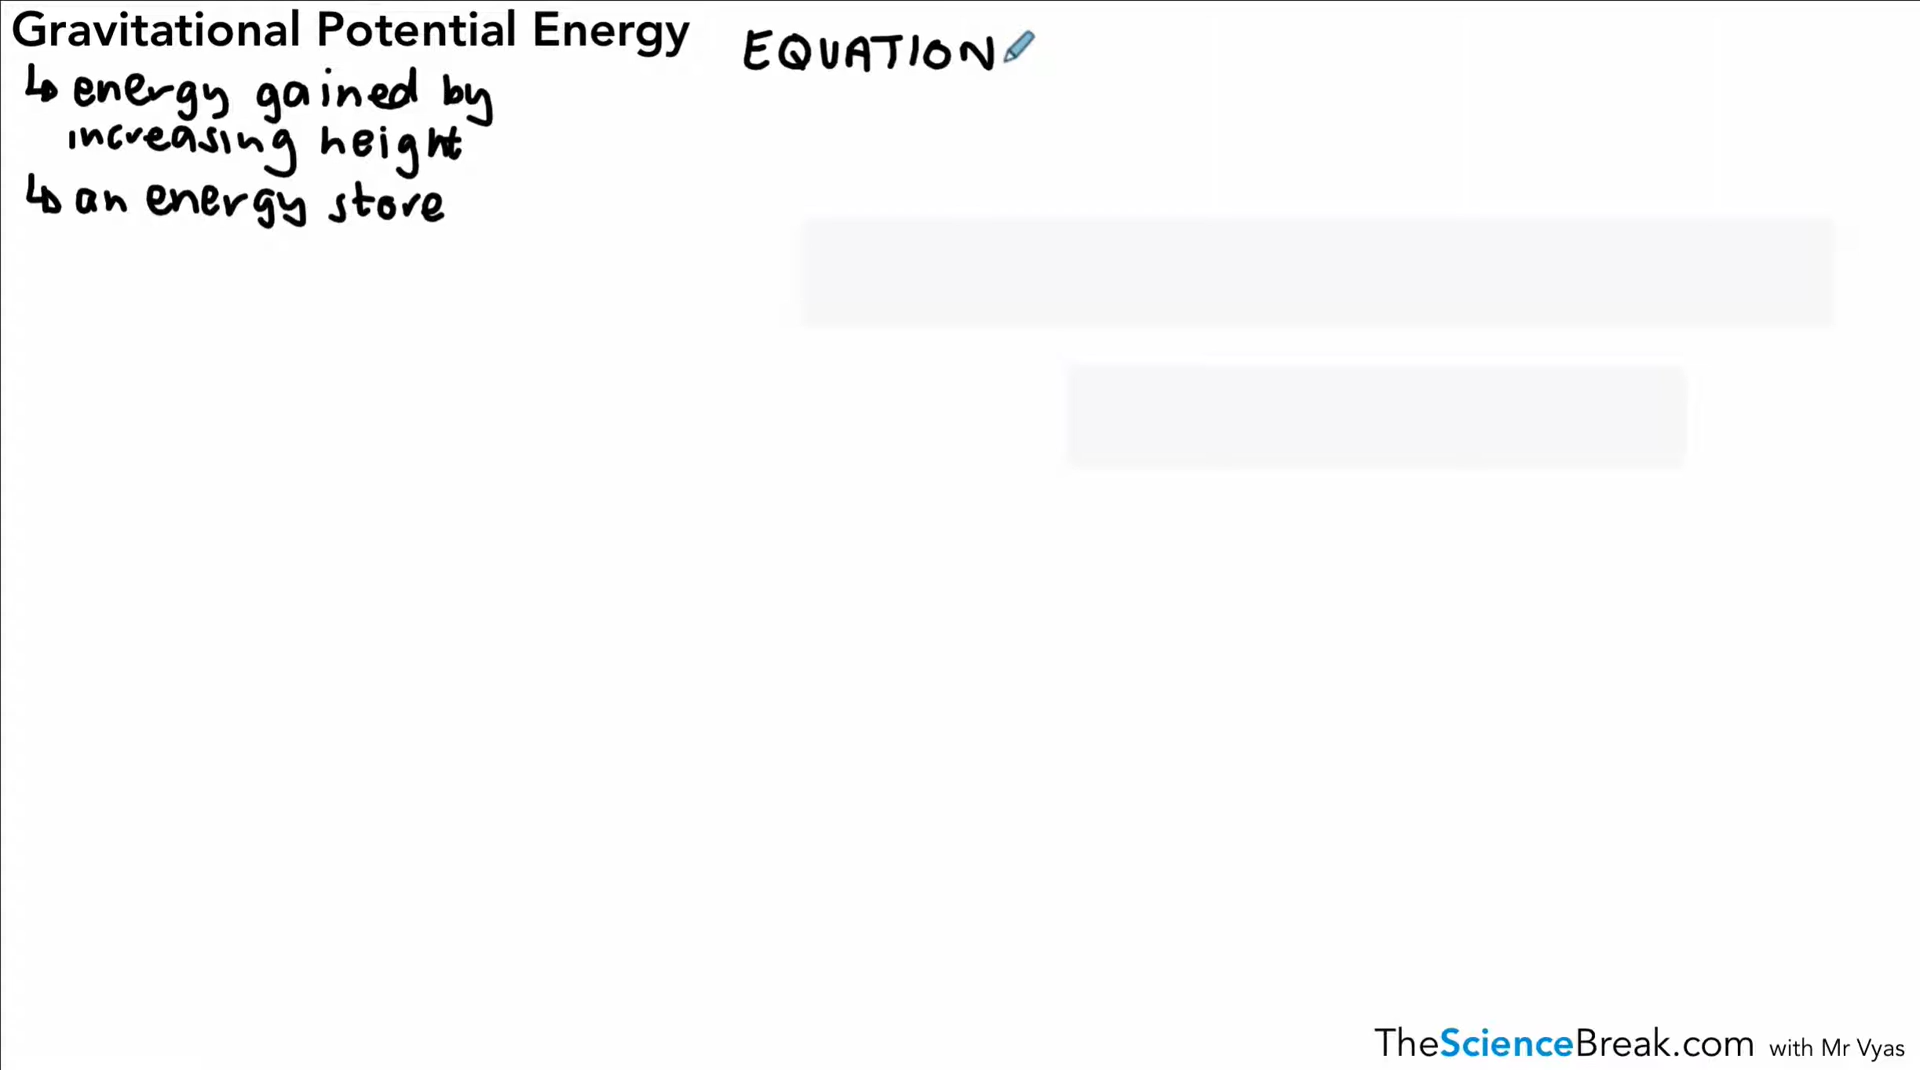 Gravitational Potential Energy
EQUATION
↳ energy gained by
increasing height
↳ an energy store
TheScienceBreak.com with Mr Vyas